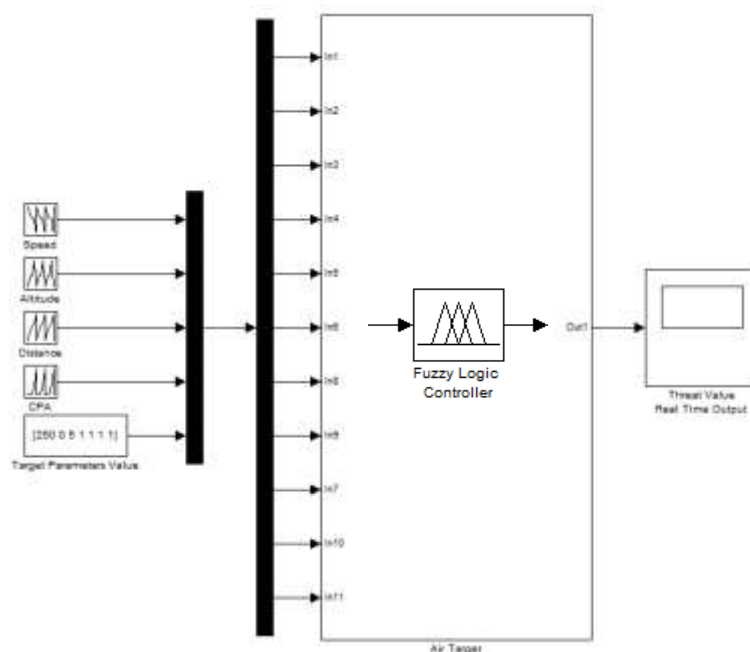 In1
In2
In3
In4
Speed
In5
Altitude
In6
Out1
Distance
Fuzzy Logic
Controller
In8
CPA
Threat Value
Real Time Output
[250 0 5 1 1 1 1]
In9
Target Parameters Value
In7
In10
In11
Air Target